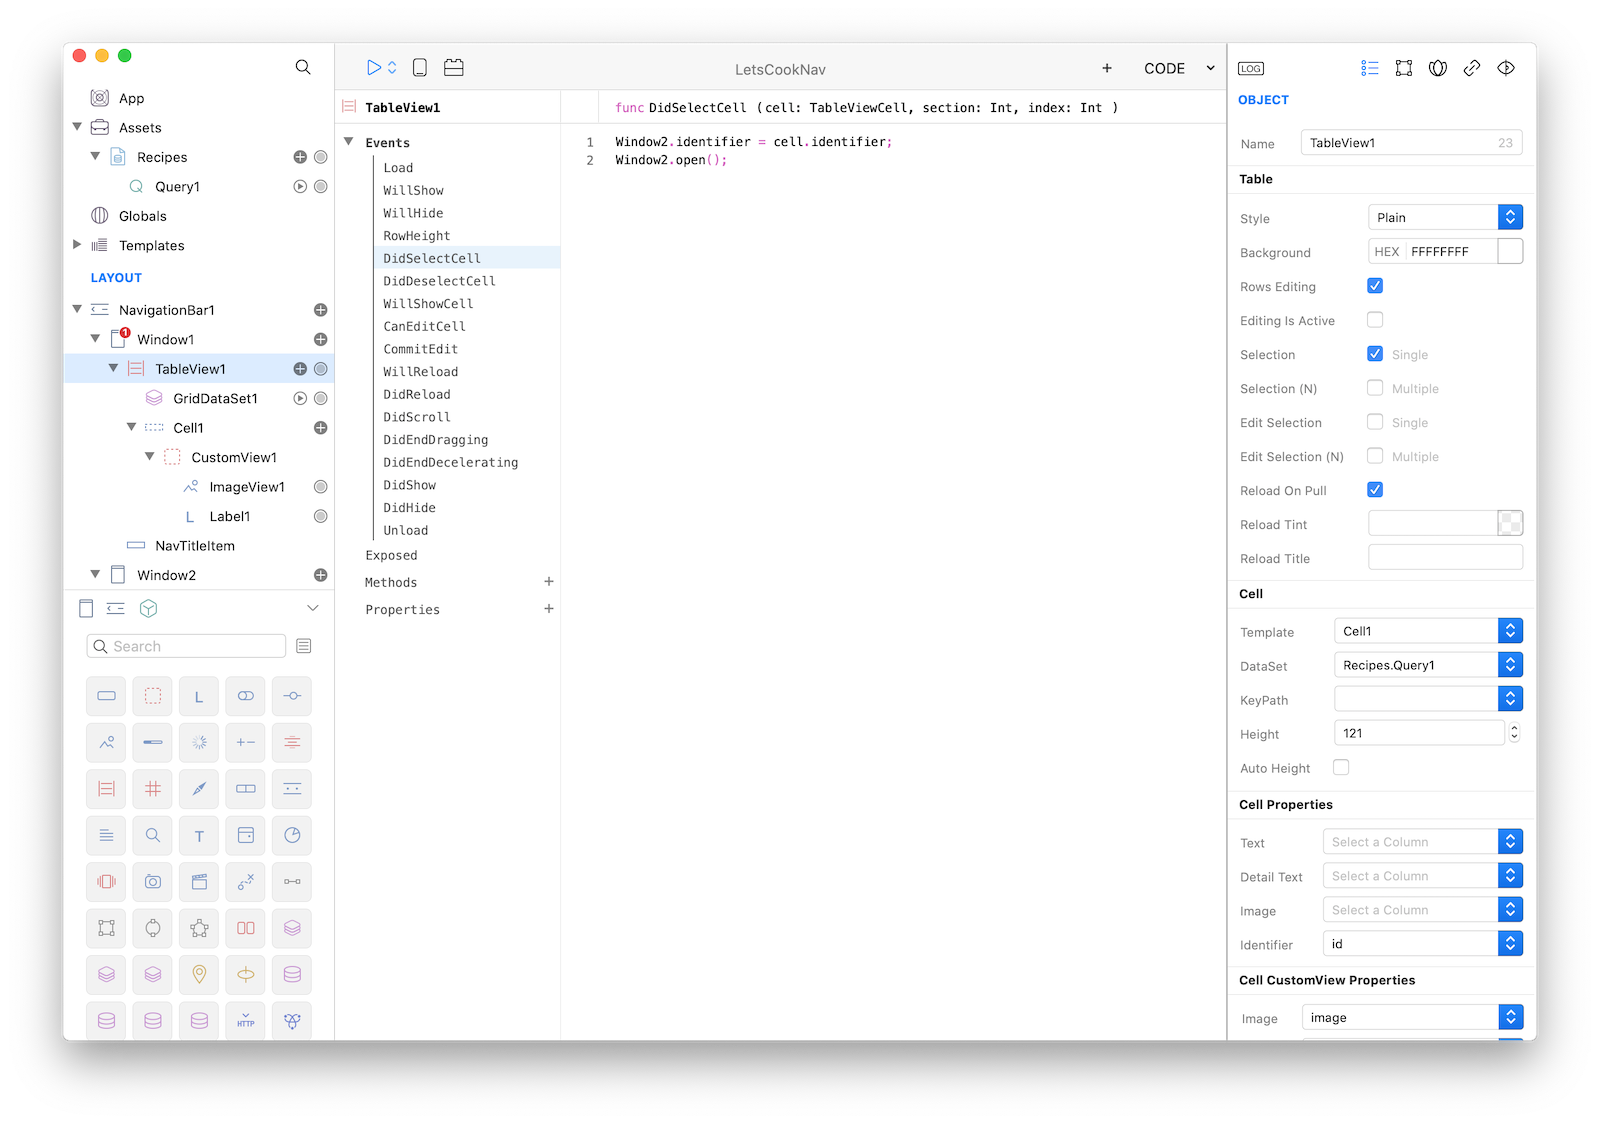 App
Assets
Recipes
Query1
Globals
Templates
LAYOUT
NavigationBar1
1
Window1
TableView1
GridDataSet1
Cell1
CustomView1
ImageView1
L Label1
NavTitleItem
Window2
Search
L
T
HTTP
LetsCookNav
+ CODE
TableView1
Events
Load
WillShow
WillHide
RowHeight
DidSelectCell
DidDeselectCell
WillShowCell
CanEditCell
CommitEdit
WillReload
DidReload
DidScroll
DidEndDragging
DidEndDecelerating
DidShow
DidHide
Unload
Exposed
Methods +
Properties +
func DidSelectCell (cell: TableViewCell, section: Int, index: Int )
1 Window2.identifier = cell.identifier;
2 Window2.open();
LOG
OBJECT
Name TableView1 23
Table
Style Plain
Background HEX FFFFFFFF
Rows Editing
Editing Is Active
Selection Single
Selection (N) Multiple
Edit Selection Single
Edit Selection (N) Multiple
Reload On Pull
Reload Tint
Reload Title
Cell
Template Cell1
DataSet Recipes.Query1
KeyPath
Height 121
Auto Height
Cell Properties
Text Select a Column
Detail Text Select a Column
Image Select a Column
Identifier id
Cell CustomView Properties
Image image